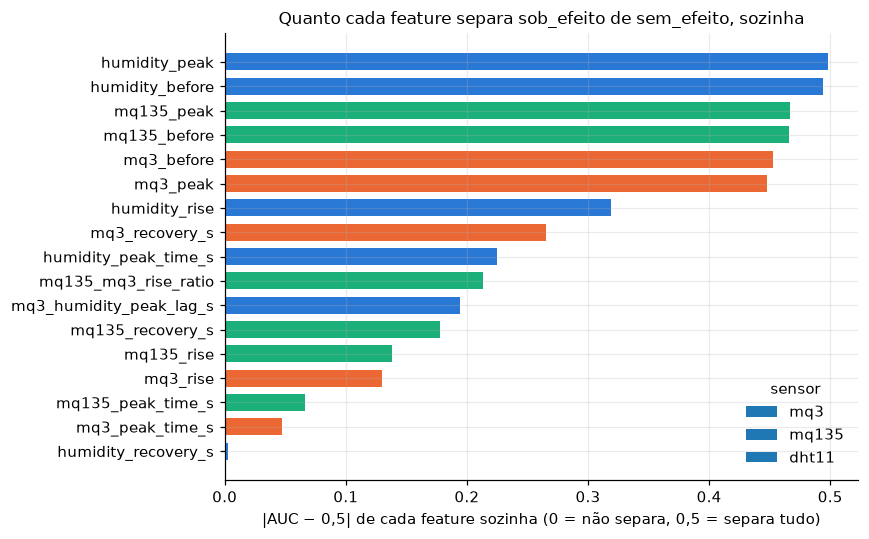 Quanto cada feature separa sob_efeito de sem_efeito, sozinha
humidity_peak
humidity_before
mq135_peak
mq135_before
mq3_before
mq3_peak
humidity_rise
mq3_recovery_s
humidity_peak_time_s
mq135_mq3_rise_ratio
mq3_humidity_peak_lag_s
mq135_recovery_s
mq135_rise
mq3_rise
mq135_peak_time_s
mq3_peak_time_s
humidity_recovery_s
sensor
mq3
mq135
dht11
0.0 0.1 0.2 0.3 0.4 0.5
|AUC − 0,5| de cada feature sozinha (0 = não separa, 0,5 = separa tudo)